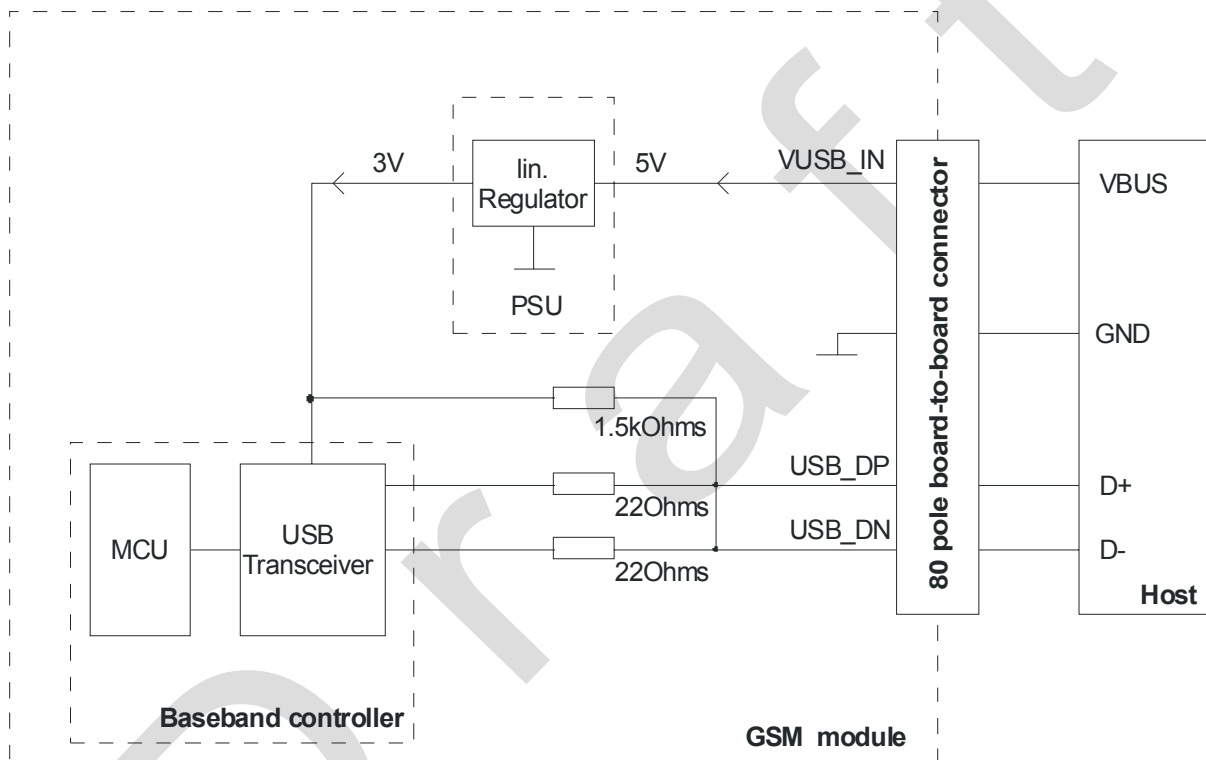 3V
lin.
Regulator
5V
VUSB_IN
VBUS
PSU
GND
80 pole board-to-board connector
1.5kOhms
USB_DP
D+
22Ohms
MCU
USB
Transceiver
USB_DN
D-
22Ohms
Host
Baseband controller
GSM module
Draft